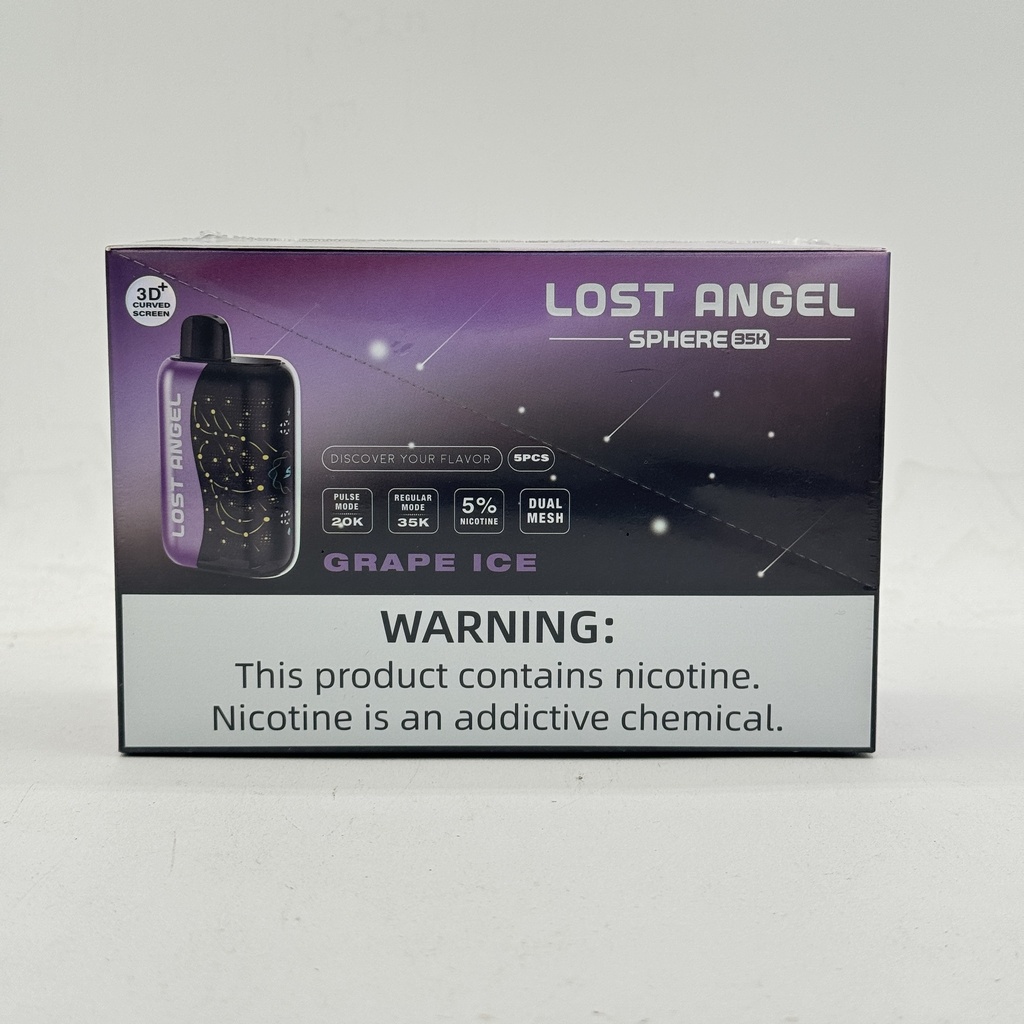 3D+
CURVED
SCREEN
LOST ANGEL
SPHERE 35K
LOST ANGEL
DISCOVER YOUR FLAVOR
5PCS
PULSE
MODE
20K
REGULAR
MODE
35K
5%
NICOTINE
DUAL
MESH
GRAPE ICE
WARNING:
This product contains nicotine.
Nicotine is an addictive chemical.